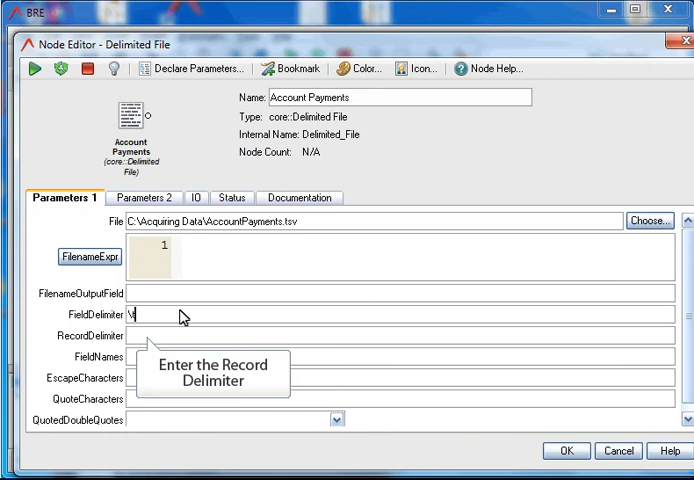 BRE
Node Editor - Delimited File
Declare Parameters... Bookmark Color... Icon... Node Help...
Name: Account Payments
Type: core::Delimited File
Internal Name: Delimited_File
Node Count: N/A
Account
Payments
(core::Delimited
File)
Parameters 1 Parameters 2 IO Status Documentation
File C:\Acquiring Data\AccountPayments.tsv Choose...
FilenameExpr 1
FilenameOutputField
FieldDelimiter \t
RecordDelimiter
FieldNames
Enter the Record
Delimiter
EscapeCharacters
QuoteCharacters
QuotedDoubleQuotes
OK Cancel Help